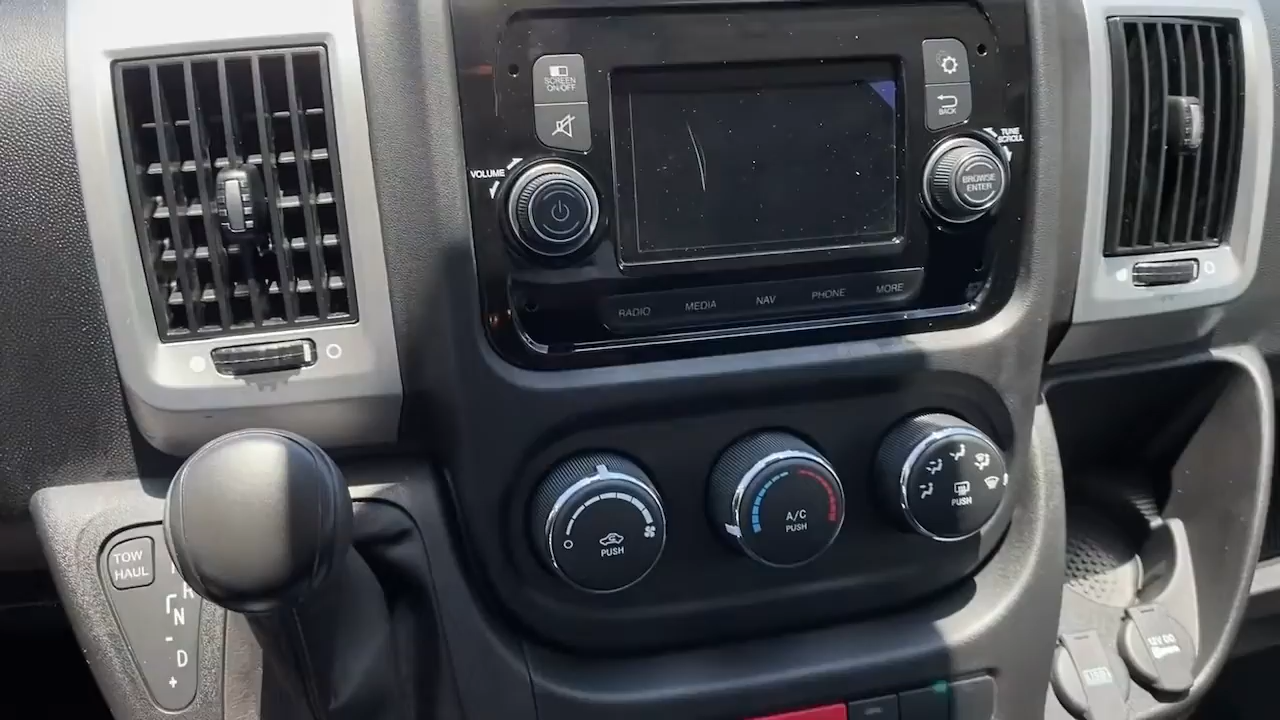 SCREEN
ON/OFF
BACK
VOLUME
TUNE
SCROLL
BROWSE
ENTER
RADIO
MEDIA
NAV
PHONE
MORE
PUSH
A/C
PUSH
PUSH
TOW
HAUL
R
N
-
D
+
12V DC